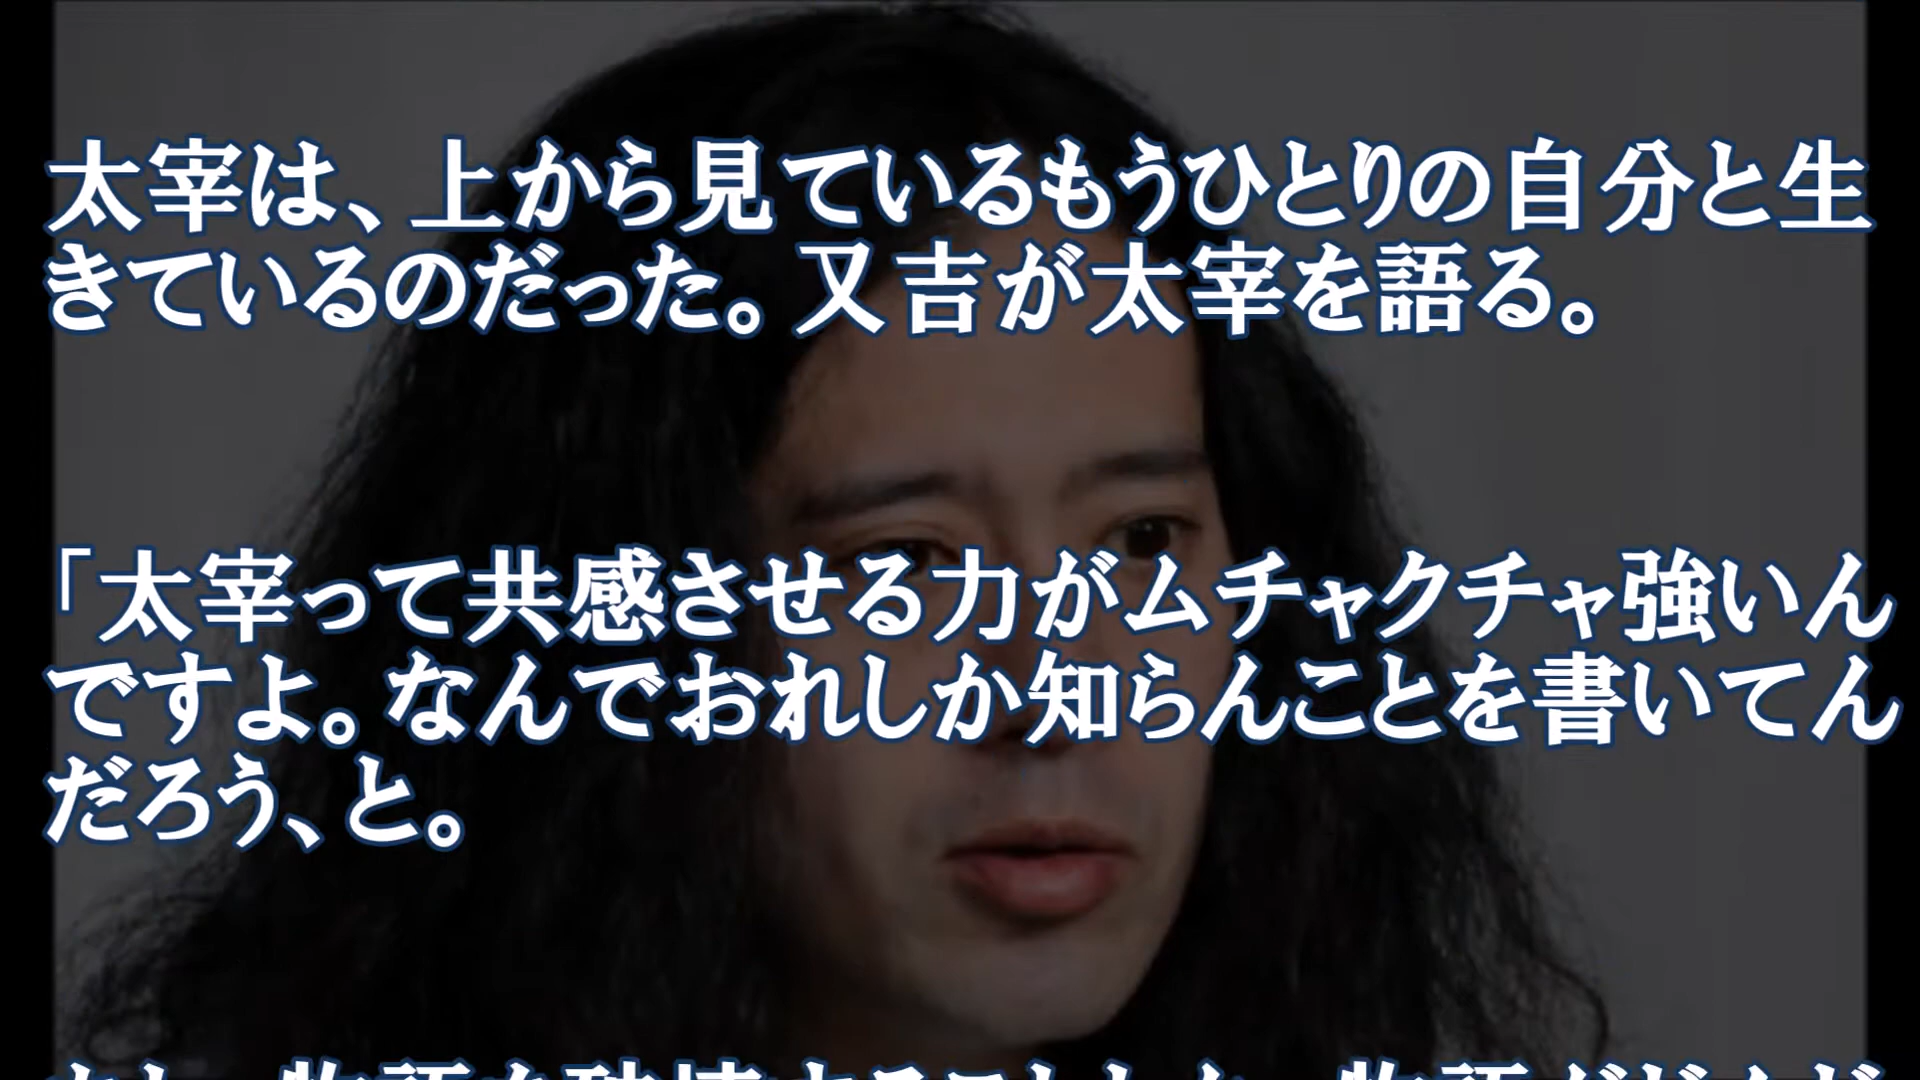 太宰は、上から見ているもうひとりの自分と生
きているのだった。又吉が太宰を語る。
「太宰って共感させる力がムチャクチャ強いん
ですよ。なんでおれしか知らんことを書いてん
だろう、と。